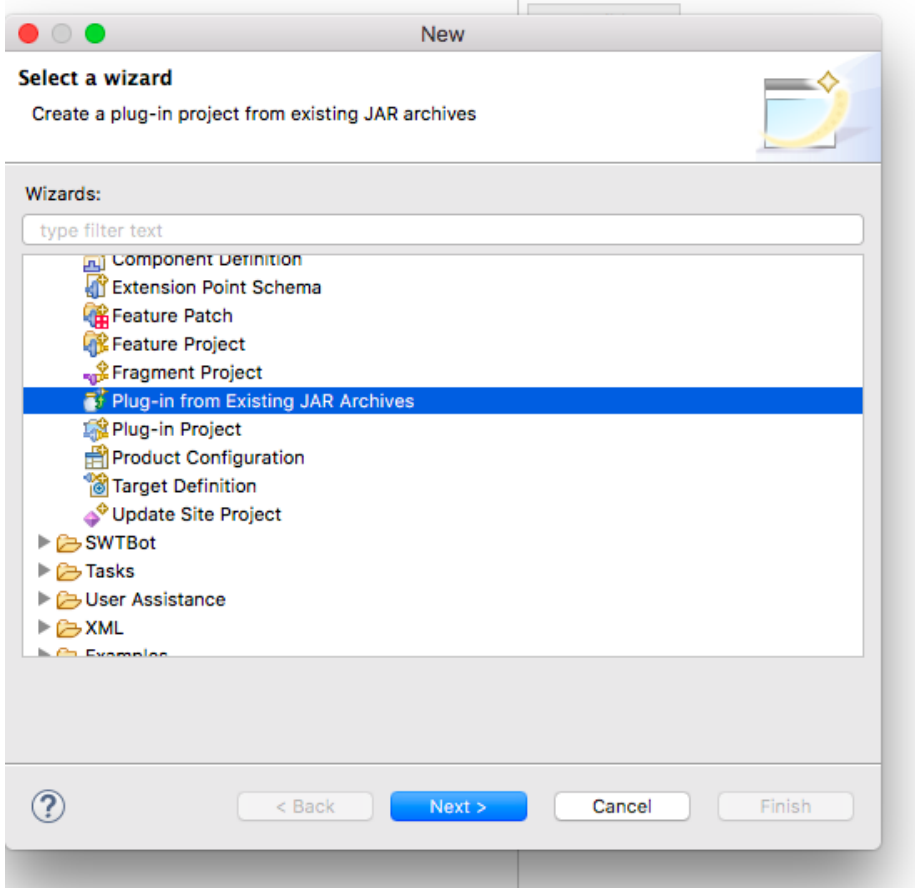 New
Select a wizard
Create a plug-in project from existing JAR archives
Wizards:
type filter text
Component Definition
Extension Point Schema
Feature Patch
Feature Project
Fragment Project
Plug-in from Existing JAR Archives
Plug-in Project
Product Configuration
Target Definition
Update Site Project
SWTBot
Tasks
User Assistance
XML
Examples
? < Back Next > Cancel Finish